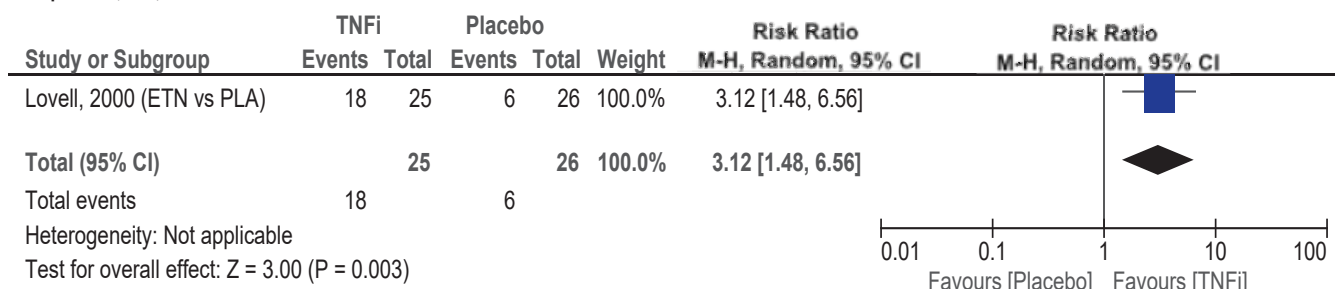 TNFi Placebo Risk Ratio Risk Ratio
Study or Subgroup Events Total Events Total Weight M-H, Random, 95% CI M-H, Random, 95% CI
Lovell, 2000 (ETN vs PLA) 18 25 6 26 100.0% 3.12 [1.48, 6.56]
Total (95% CI) 25 26 100.0% 3.12 [1.48, 6.56]
Total events 18 6
Heterogeneity: Not applicable
Test for overall effect: Z = 3.00 (P = 0.003)
0.01 0.1 1 10 100
Favours [Placebo] Favours [TNFi]